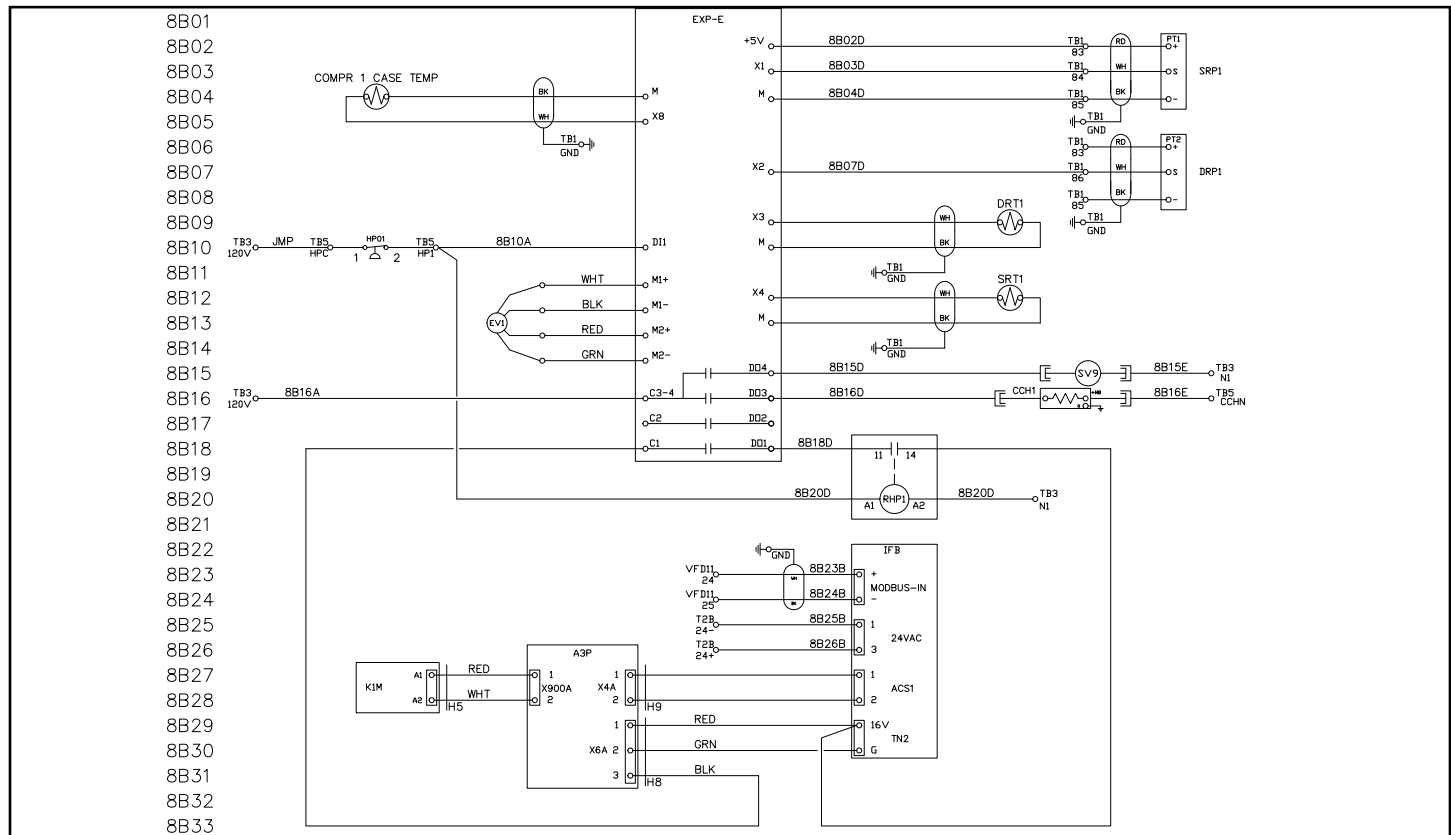 8B01 EXP-E
8B02 +5V 8B02D TB1 83 RD PT1 +
8B03 X1 8B03D TB1 84 WH S SRP1
COMPR 1 CASE TEMP
8B04 BK M M 8B04D TB1 85 BK -
8B05 WH X8 TB1 GND
8B06 TB1 GND TB1 83 RD PT2 +
8B07 X2 8B07D TB1 86 WH S DRP1
8B08 TB1 85 BK -
8B09 X3 WH DRT1 TB1 GND
8B10 TB3 120V JMP TB5 HPC 1 HP01 2 TB5 HP1 8B10A DI1 M BK
8B11 WHT M1+ TB1 GND
8B12 BLK M1- X4 WH SRT1
8B13 EV1 RED M2+ M BK
8B14 GRN M2- TB1 GND
8B15 DO4 8B15D SV9 8B15E TB3 N1
8B16 TB3 120V 8B16A C3-4 DO3 8B16D CCH1 8B16E TB5 CCHN
8B17 C2 DO2
8B18 C1 DO1 8B18D 11 14
8B19
8B20 8B20D A1 RHP1 A2 8B20D TB3 N1
8B21
8B22 GND IFB
8B23 VFD11 24 WH 8B23B +
MODBUS-IN
8B24 VFD11 25 BK 8B24B -
8B25 T2B 24- 8B25B 1
24VAC
8B26 A3P T2B 24+ 8B26B 3
8B27 A1 RED 1 1 1
K1M X900A X4A ACS1
8B28 A2 H5 WHT 2 2 H9 2
8B29 1 RED 16V
TN2
8B30 X6A 2 GRN G
8B31 3 H8 BLK
8B32
8B33